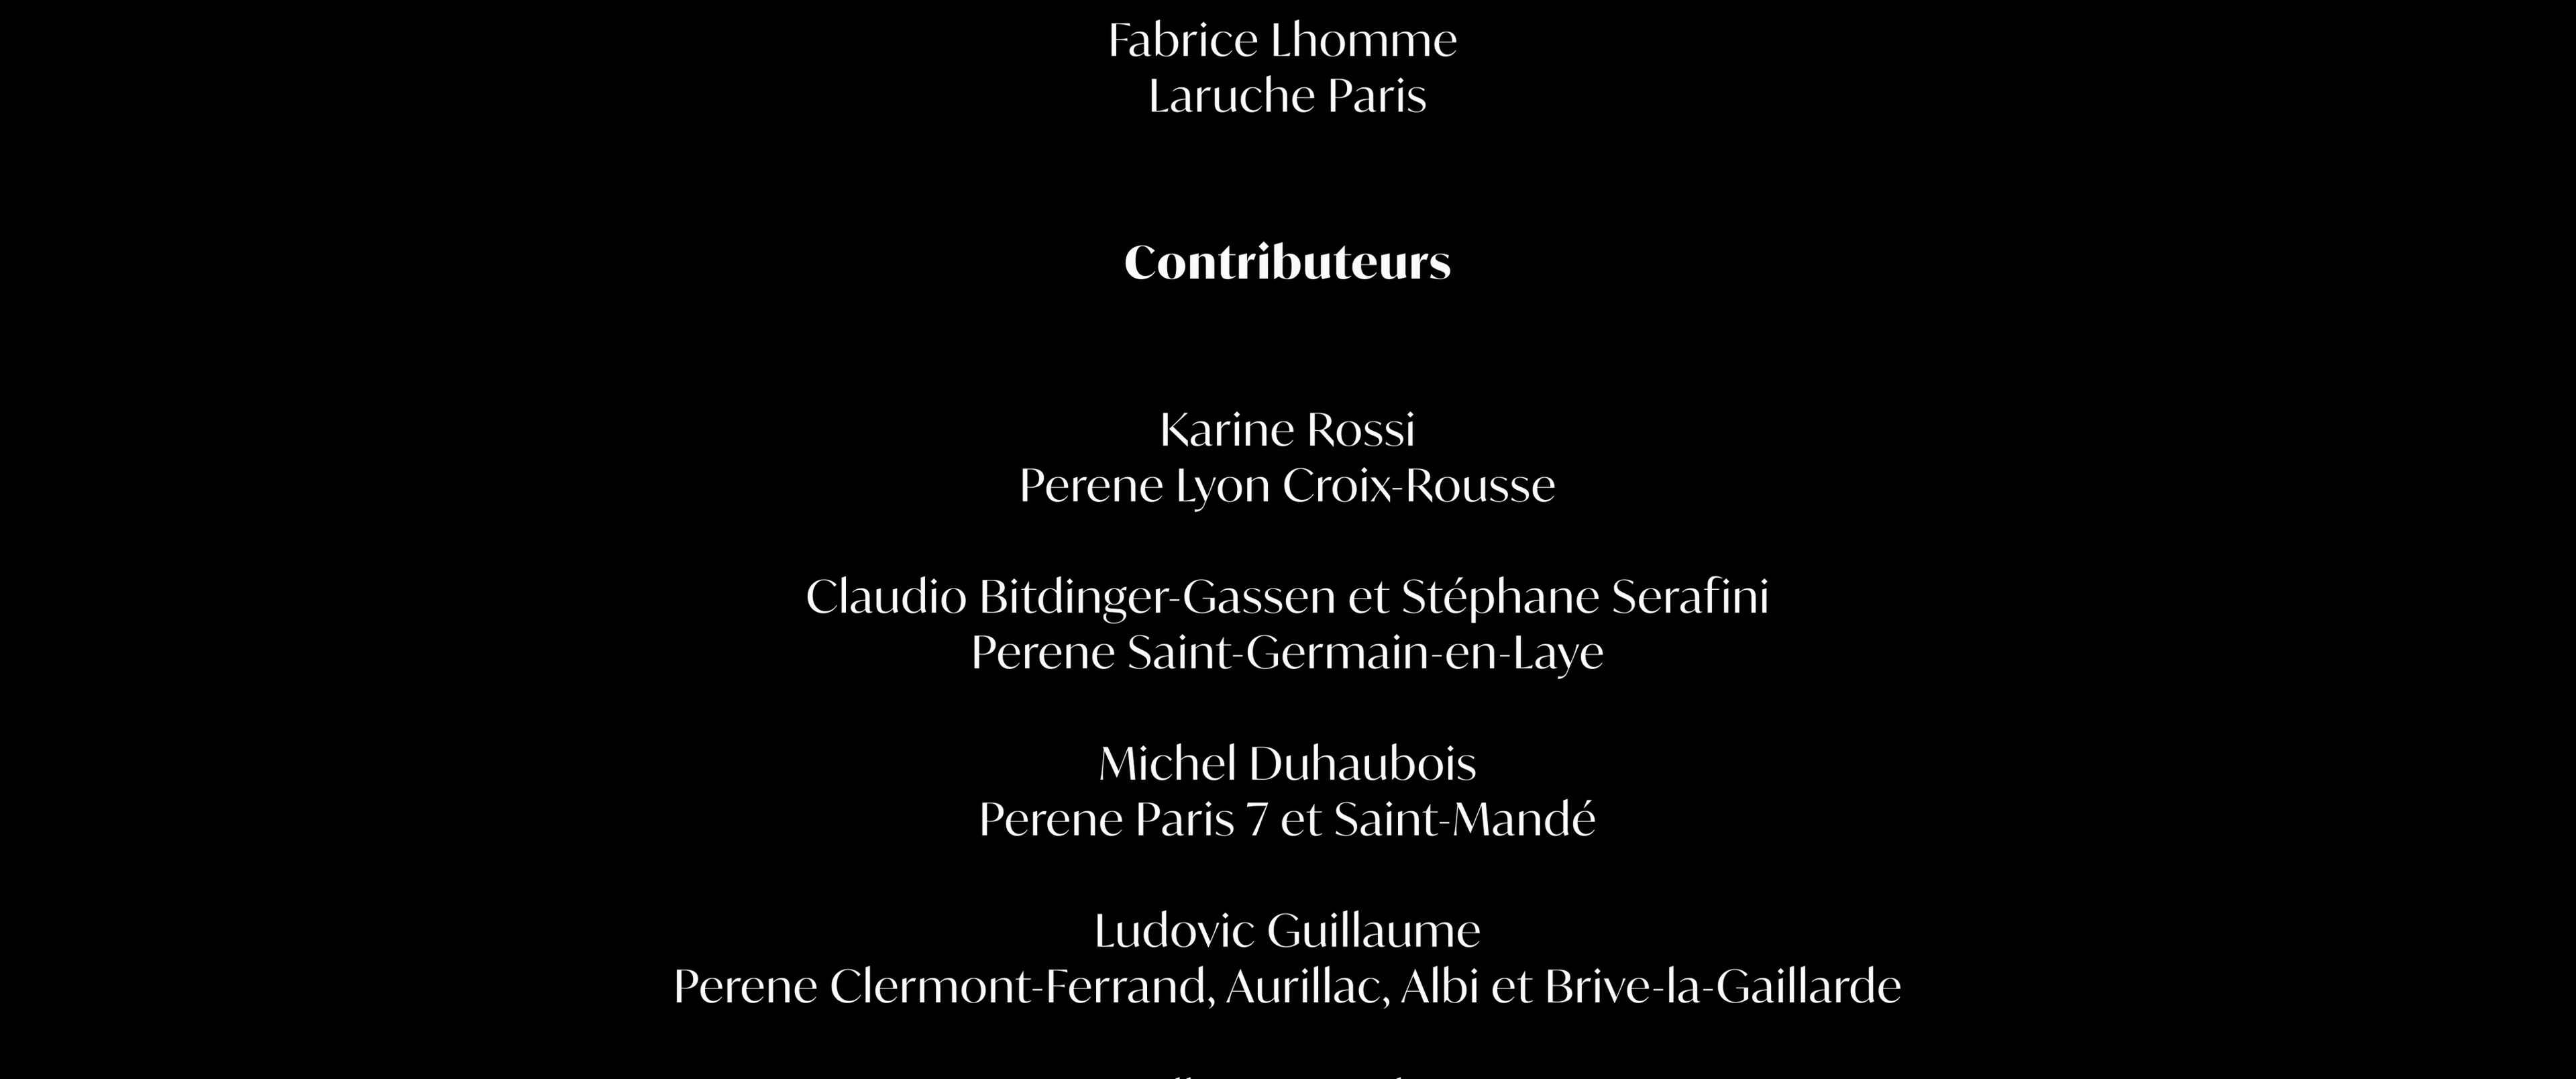 Fabrice Lhomme
Laruche Paris
Contributeurs
Karine Rossi
Perene Lyon Croix-Rousse
Claudio Bitdinger-Gassen et Stéphane Serafini
Perene Saint-Germain-en-Laye
Michel Duhaubois
Perene Paris 7 et Saint-Mandé
Ludovic Guillaume
Perene Clermont-Ferrand, Aurillac, Albi et Brive-la-Gaillarde